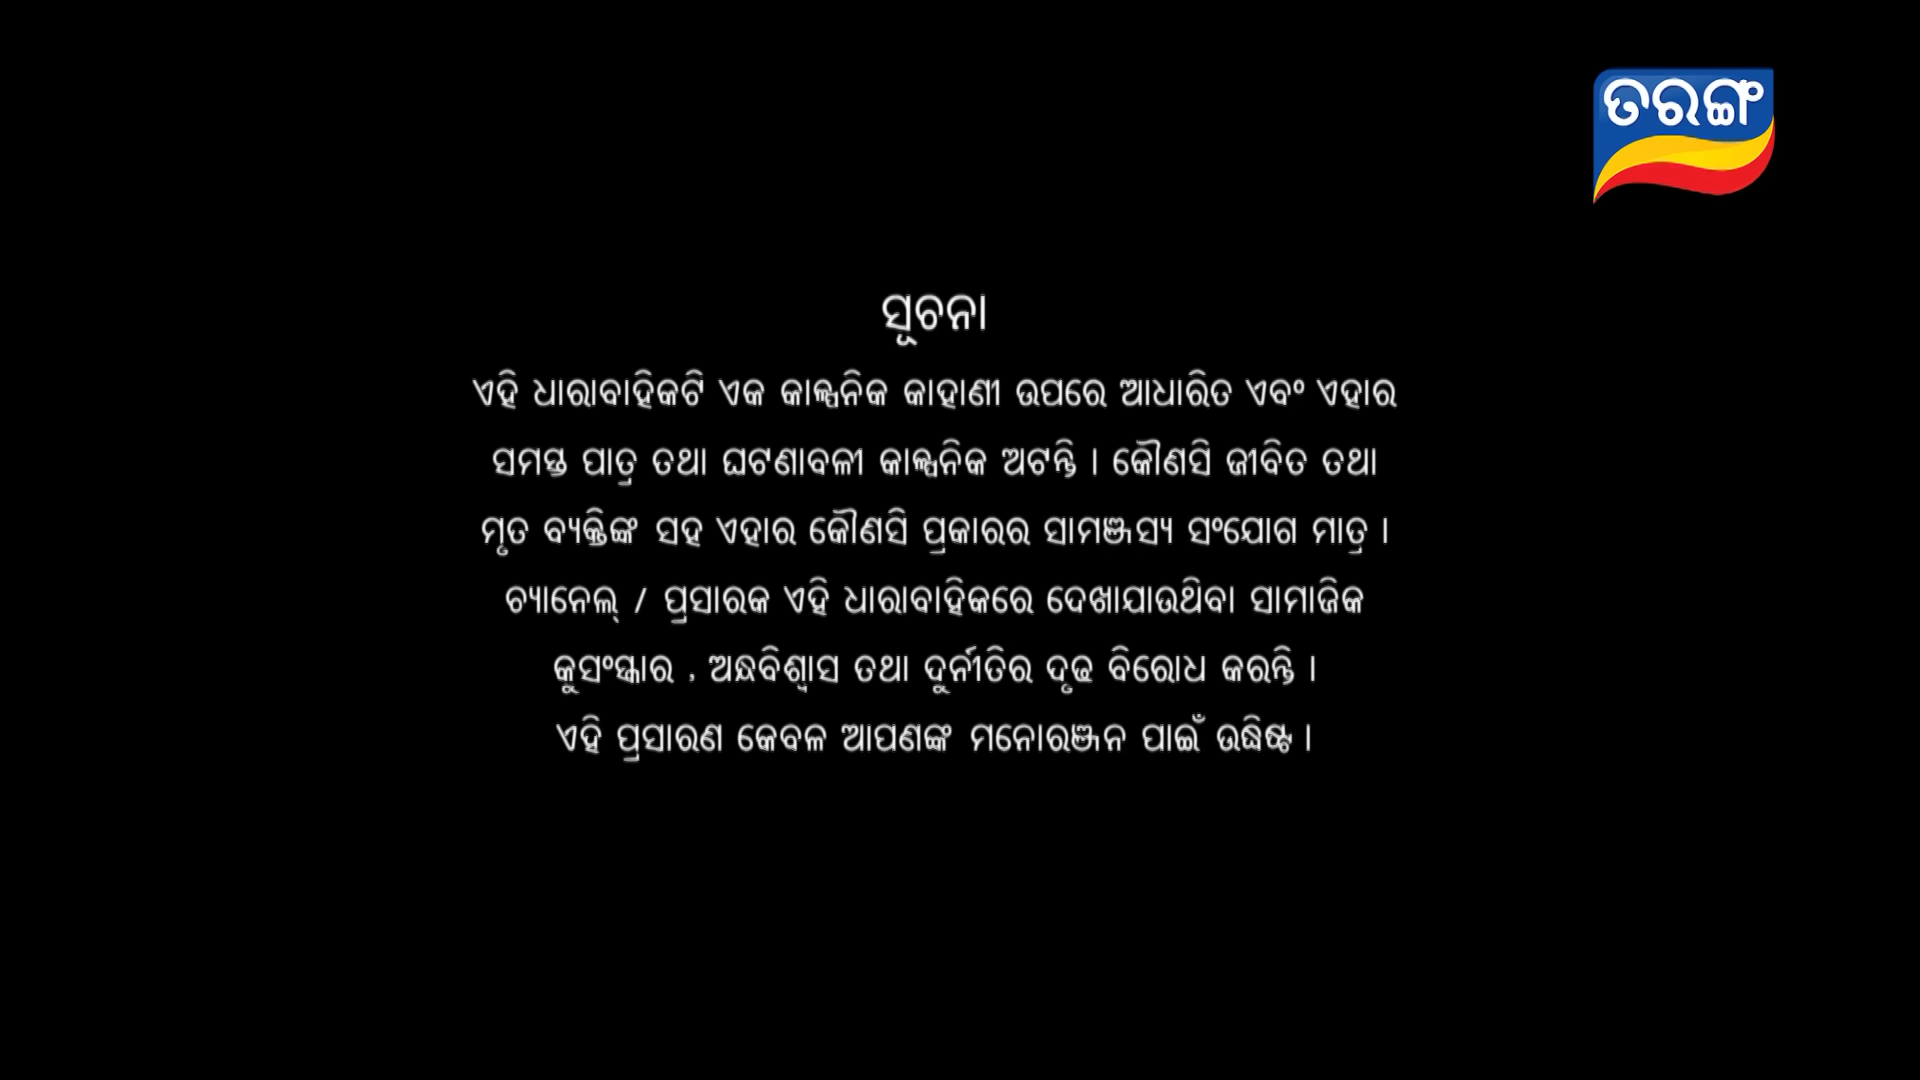 ତରଙ୍ଗ
ସୂଚନା
ଏହି ଧାରାବାହିକଟି ଏକ କାଳ୍ପନିକ କାହାଣୀ ଉପରେ ଆଧାରିତ ଏବଂ ଏହାର
ସମସ୍ତ ପାତ୍ର ତଥା ଘଟଣାବଳୀ କାଳ୍ପନିକ ଅଟନ୍ତି । କୌଣସି ଜୀବିତ ତଥା
ମୃତ ବ୍ୟକ୍ତିଙ୍କ ସହ ଏହାର କୌଣସି ପ୍ରକାରର ସାମଞ୍ଜସ୍ୟ ସଂଯୋଗ ମାତ୍ର ।
ଚ୍ୟାନେଲ୍ / ପ୍ରସାରକ ଏହି ଧାରାବାହିକରେ ଦେଖାଯାଉଥିବା ସାମାଜିକ
କୁସଂସ୍କାର , ଅନ୍ଧବିଶ୍ୱାସ ତଥା ଦୁର୍ନୀତିର ଦୃଢ ବିରୋଧ କରନ୍ତି ।
ଏହି ପ୍ରସାରଣ କେବଳ ଆପଣଙ୍କ ମନୋରଞ୍ଜନ ପାଇଁ ଉଦ୍ଧିଷ୍ଟ ।